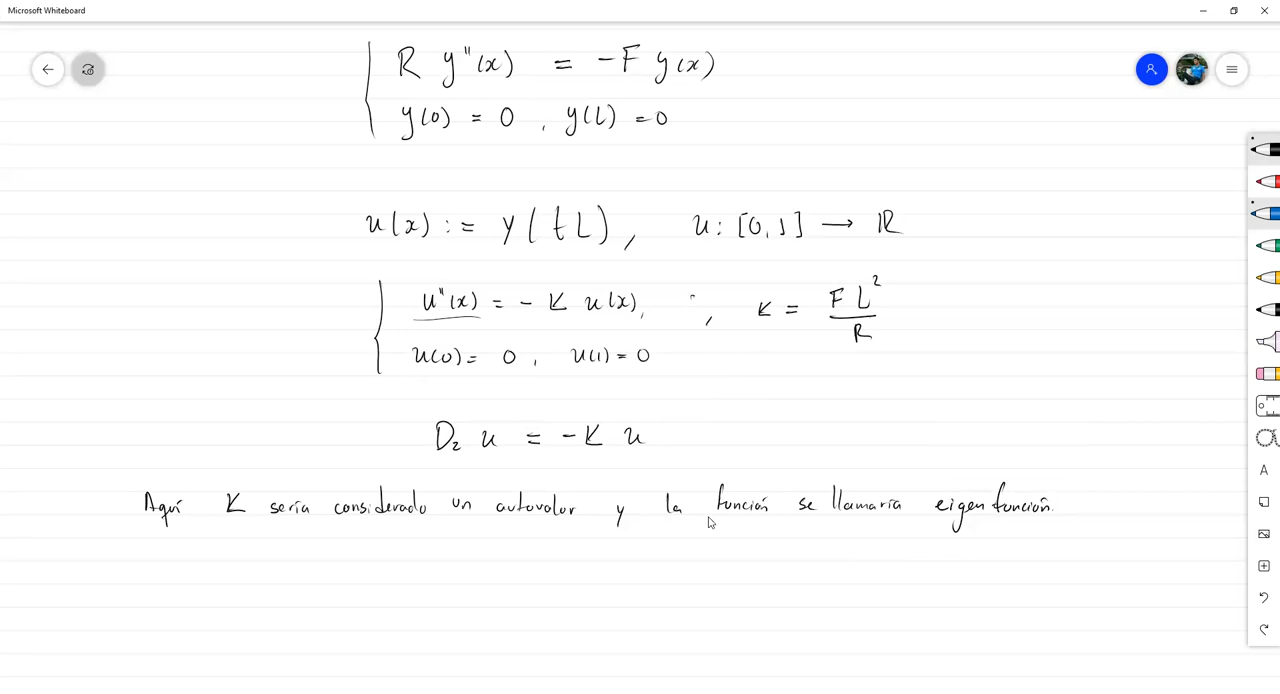 Microsoft Whiteboard
R y"(x) = -F y(x)
y(0) = 0 , y(L) = 0
u(x) := y(tL), u: [0,1] → ℝ
u"(x) = - K u(x), , K = F L² / R
u(0) = 0 , u(1) = 0
D₂ u = -K u
Aquí K sería considerado un autovalor y la función se llamaría eigenfunción.
A